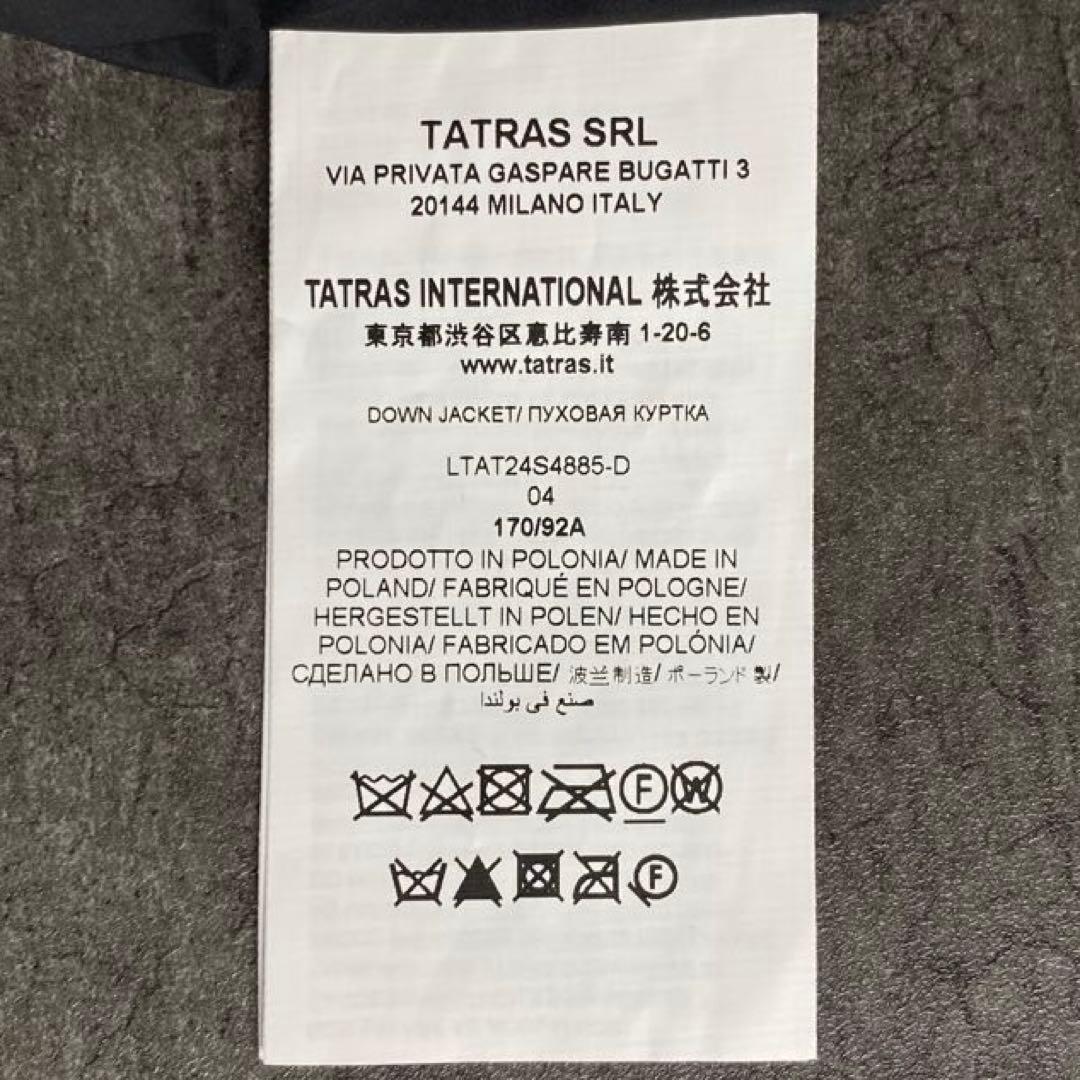 TATRAS SRL
VIA PRIVATA GASPARE BUGATTI 3
20144 MILANO ITALY
TATRAS INTERNATIONAL 株式会社
東京都渋谷区恵比寿南 1-20-6
www.tatras.it
DOWN JACKET/ ПУХОВАЯ КУРТКА
LTAT24S4885-D
04
170/92A
PRODOTTO IN POLONIA/ MADE IN
POLAND/ FABRIQUÉ EN POLOGNE/
HERGESTELLT IN POLEN/ HECHO EN
POLONIA/ FABRICADO EM POLÓNIA/
СДЕЛАНО В ПОЛЬШЕ/ 波兰制造/ ポーランド製/
صنع في بولندا
F W
F